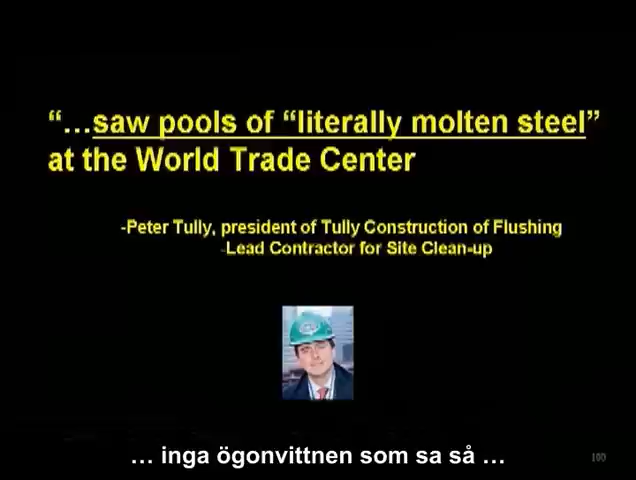 “…saw pools of “literally molten steel”
at the World Trade Center
-Peter Tully, president of Tully Construction of Flushing
-Lead Contractor for Site Clean-up
… inga ögonvittnen som sa så …
100